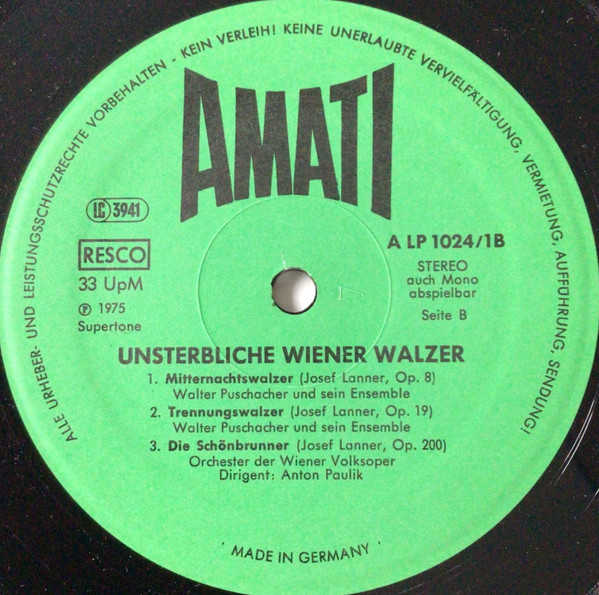 ALLE URHEBER- UND LEISTUNGSSCHUTZRECHTE VORBEHALTEN - KEIN VERLEIH! KEINE UNERLAUBTE VERVIELFÄLTIGUNG, VERMIETUNG, AUFFÜHRUNG, SENDUNG!
AMATI
LC 3941
RESCO
33 UpM
℗ 1975
Supertone
A LP 1024/1B
STEREO
auch Mono
abspielbar
Seite B
UNSTERBLICHE WIENER WALZER
1. Mitternachtswalzer (Josef Lanner, Op. 8)
Walter Puschacher und sein Ensemble
2. Trennungswalzer (Josef Lanner, Op. 19)
Walter Puschacher und sein Ensemble
3. Die Schönbrunner (Josef Lanner, Op. 200)
Orchester der Wiener Volksoper
Dirigent: Anton Paulik
' MADE IN GERMANY '